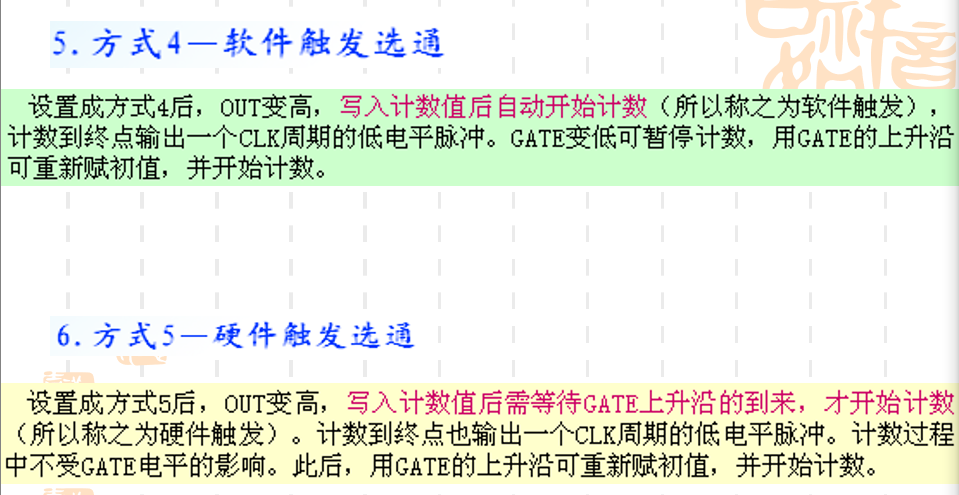 5.方式4—软件触发选通
设置成方式4后，OUT变高，写入计数值后自动开始计数（所以称之为软件触发），
计数到终点输出一个CLK周期的低电平脉冲。GATE变低可暂停计数，用GATE的上升沿
可重新赋初值，并开始计数。
6.方式5—硬件触发选通
设置成方式5后，OUT变高，写入计数值后需等待GATE上升沿的到来，才开始计数
（所以称之为硬件触发）。计数到终点也输出一个CLK周期的低电平脉冲。计数过程
中不受GATE电平的影响。此后，用GATE的上升沿可重新赋初值，并开始计数。